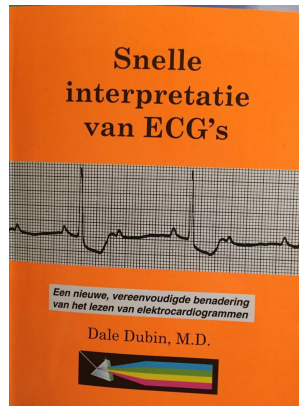 Snelle
interpretatie
van ECG's
Een nieuwe, vereenvoudigde benadering
van het lezen van elektrocardiogrammen
Dale Dubin, M.D.